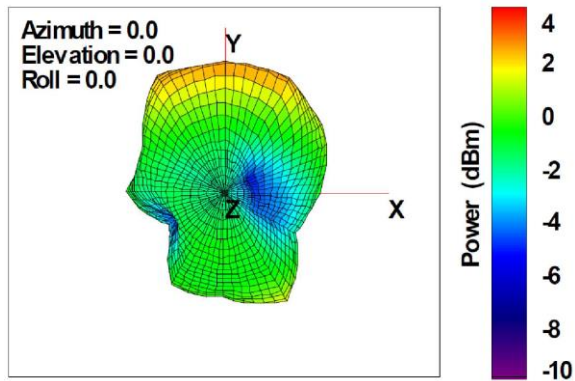 Azimuth = 0.0
Elevation = 0.0
Roll = 0.0
Y
X
Z
Power (dBm)
4
2
0
-2
-4
-6
-8
-10